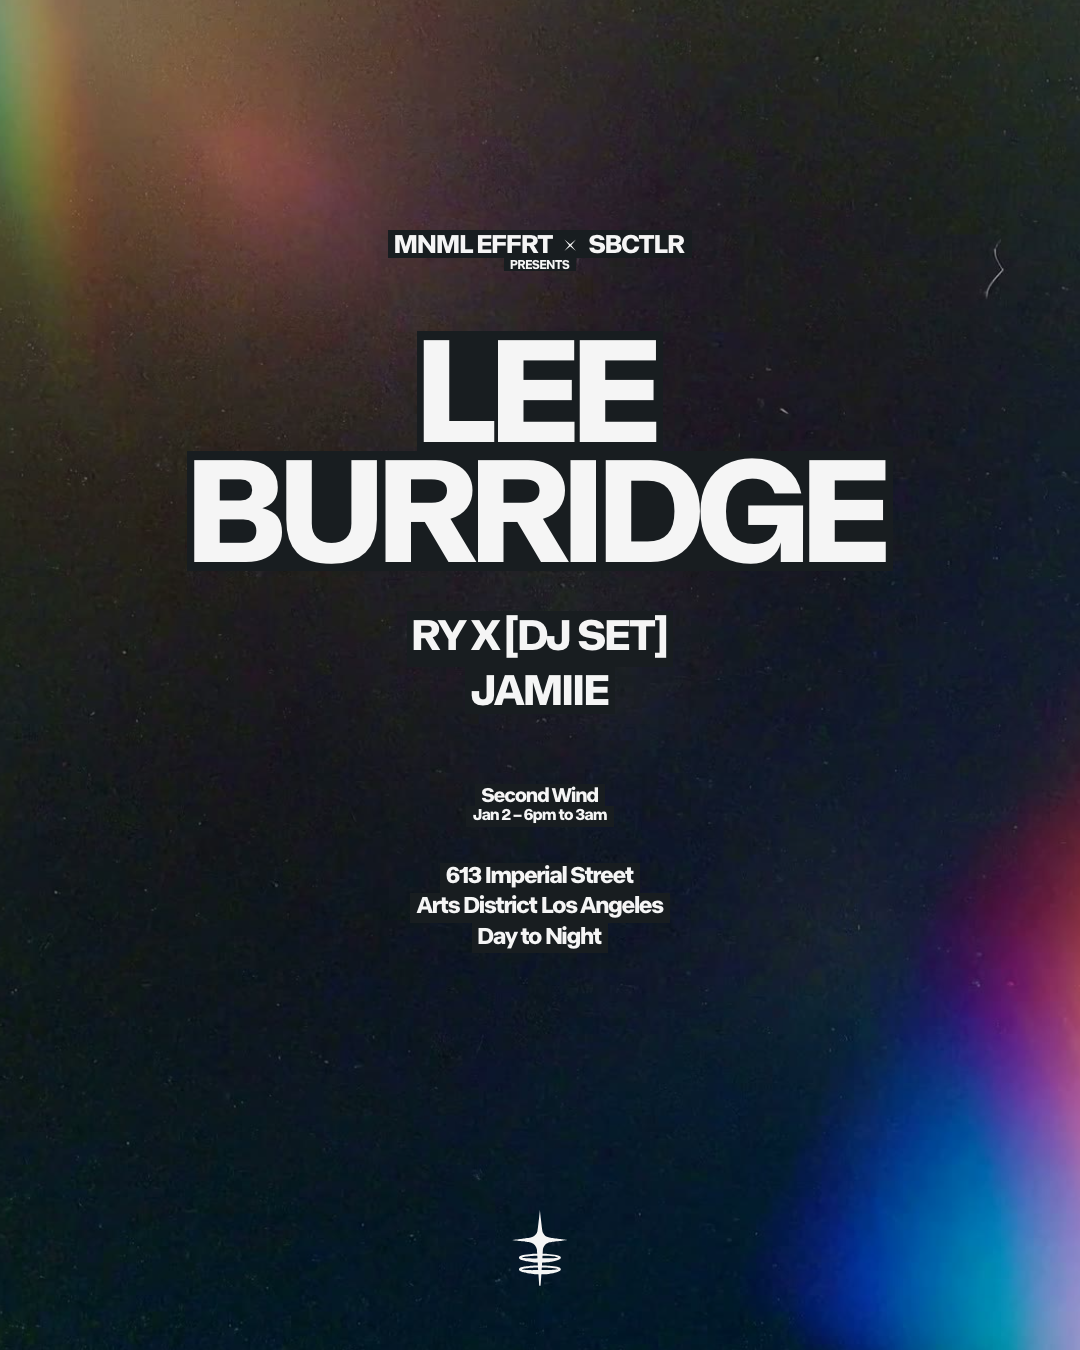 MNML EFFRT × SBCTLR
PRESENTS
LEE
BURRIDGE
RY X [DJ SET]
JAMIIE
Second Wind
Jan 2 – 6pm to 3am
613 Imperial Street
Arts District Los Angeles
Day to Night